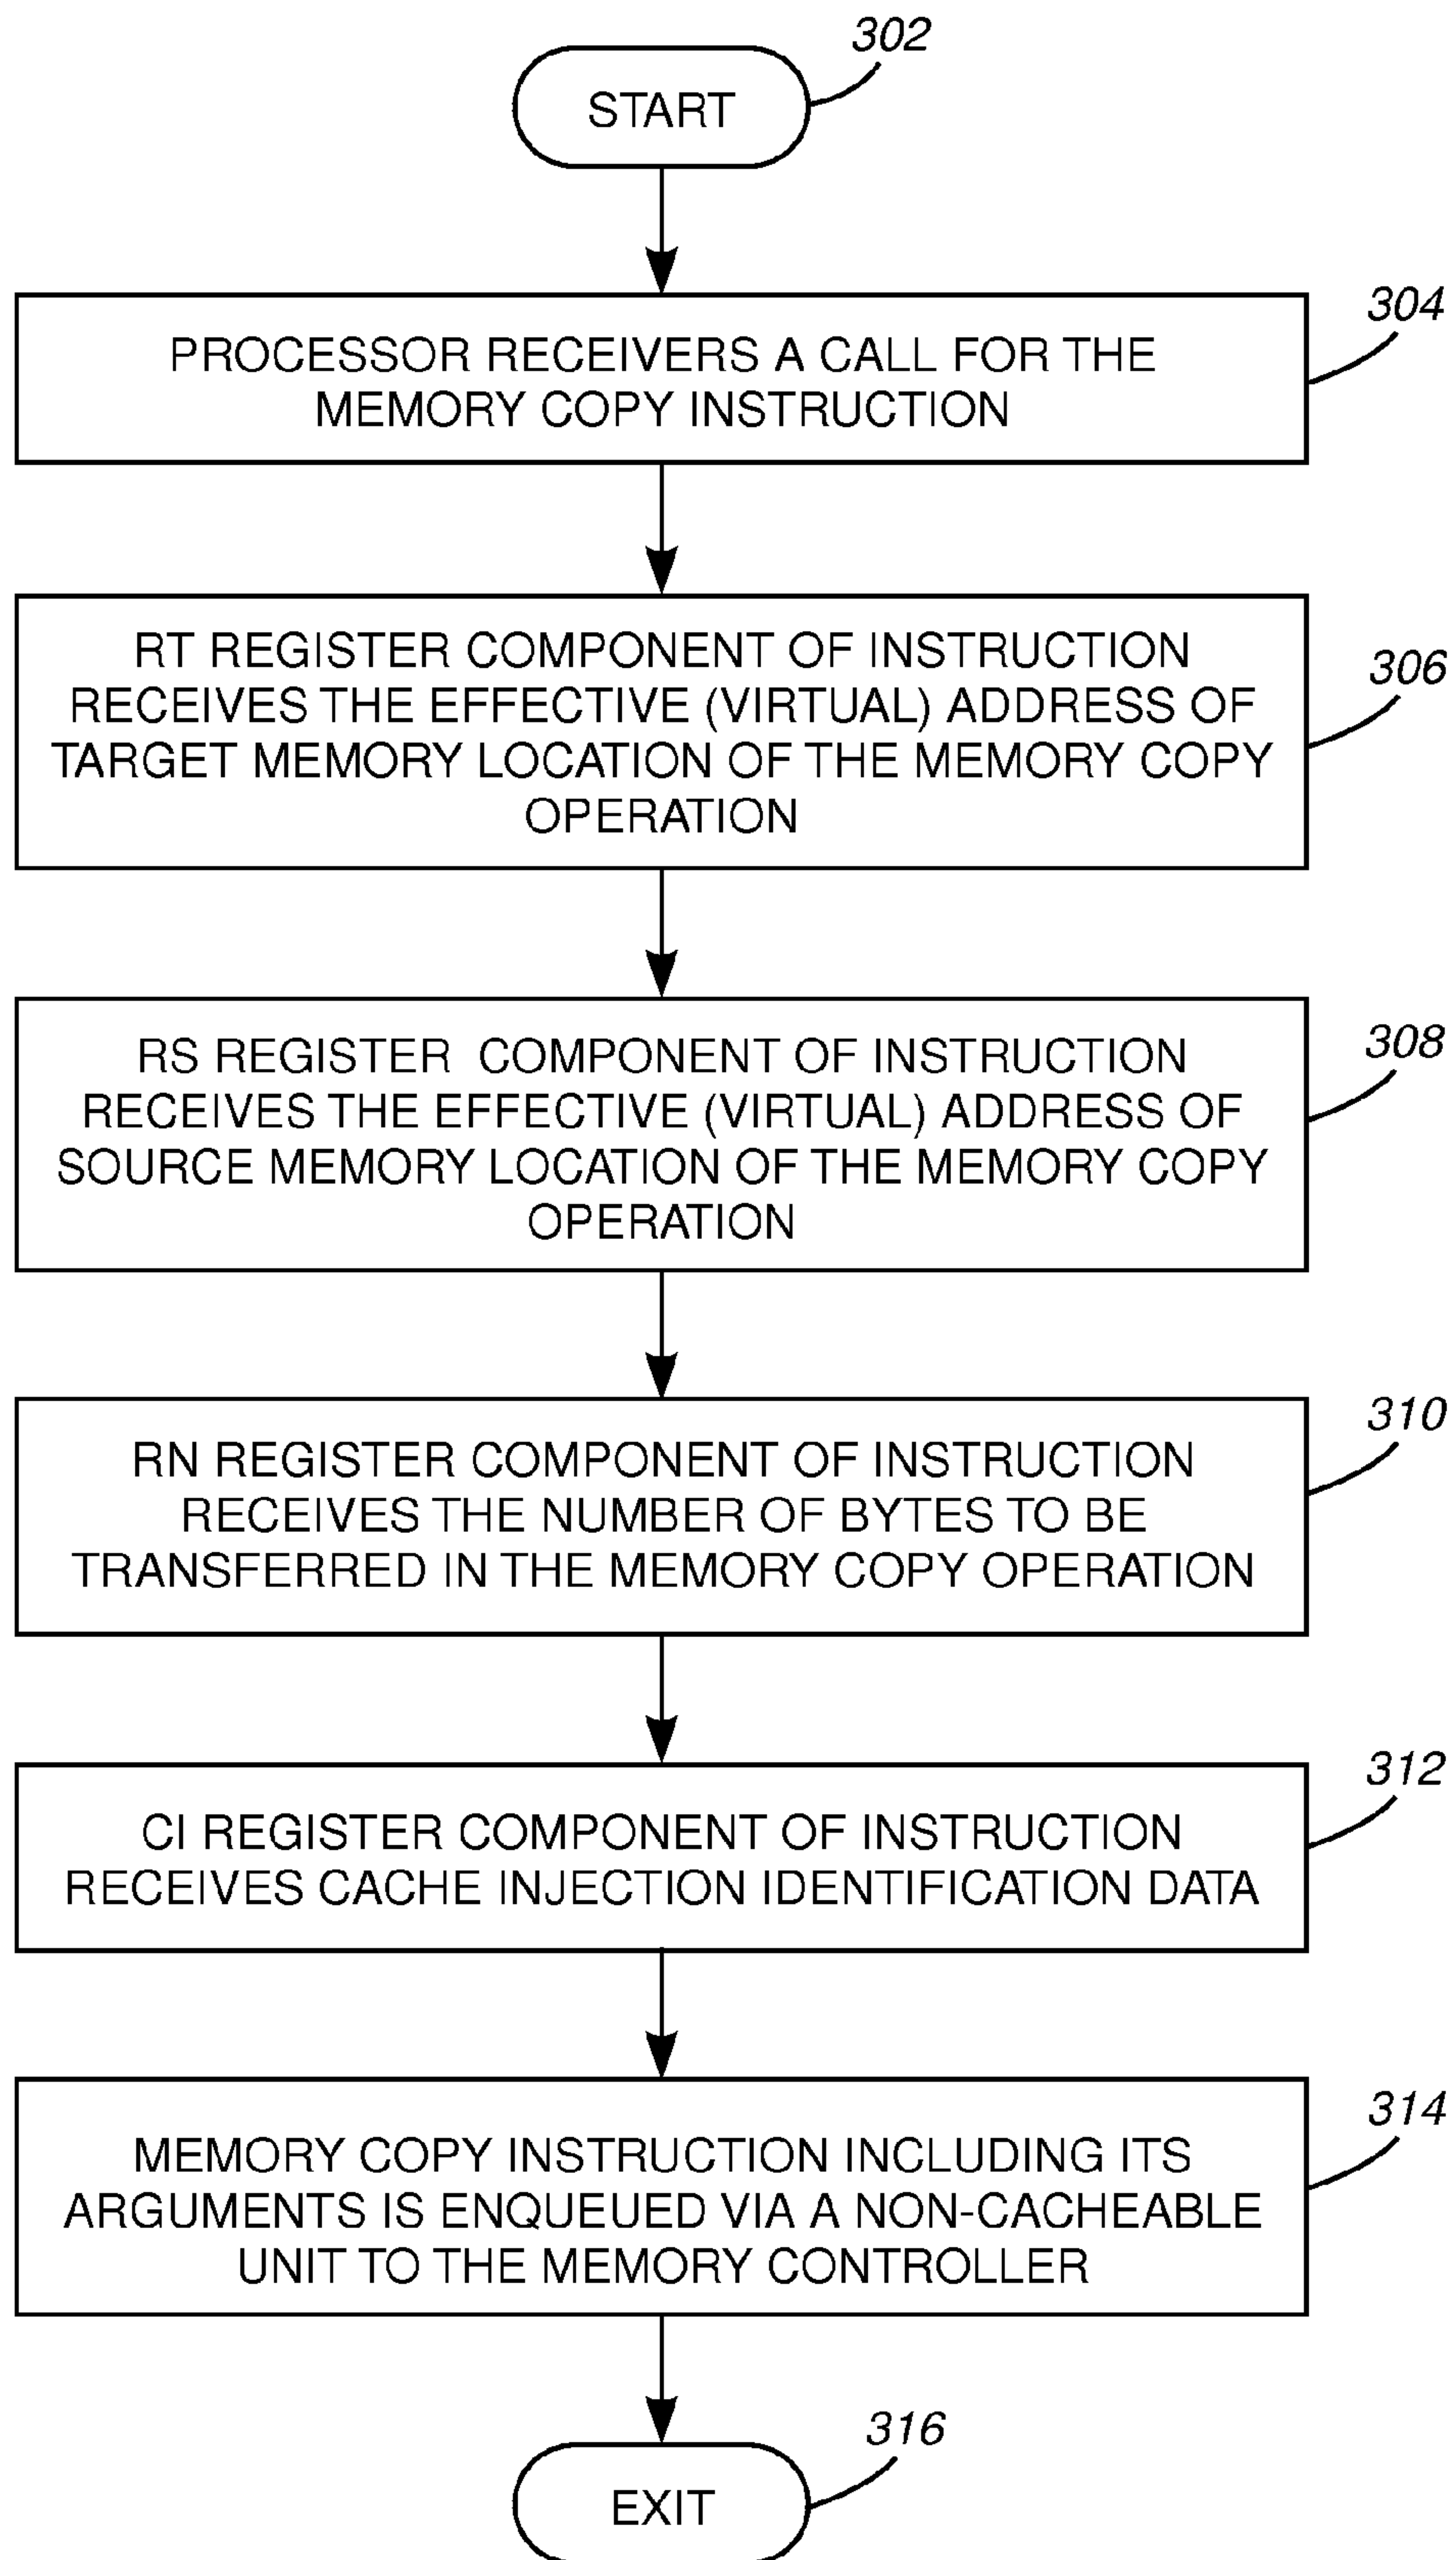 302
START
304
PROCESSOR RECEIVERS A CALL FOR THE
MEMORY COPY INSTRUCTION
306
RT REGISTER COMPONENT OF INSTRUCTION
RECEIVES THE EFFECTIVE (VIRTUAL) ADDRESS OF
TARGET MEMORY LOCATION OF THE MEMORY COPY
OPERATION
308
RS REGISTER COMPONENT OF INSTRUCTION
RECEIVES THE EFFECTIVE (VIRTUAL) ADDRESS OF
SOURCE MEMORY LOCATION OF THE MEMORY COPY
OPERATION
310
RN REGISTER COMPONENT OF INSTRUCTION
RECEIVES THE NUMBER OF BYTES TO BE
TRANSFERRED IN THE MEMORY COPY OPERATION
312
CI REGISTER COMPONENT OF INSTRUCTION
RECEIVES CACHE INJECTION IDENTIFICATION DATA
314
MEMORY COPY INSTRUCTION INCLUDING ITS
ARGUMENTS IS ENQUEUED VIA A NON-CACHEABLE
UNIT TO THE MEMORY CONTROLLER
316
EXIT